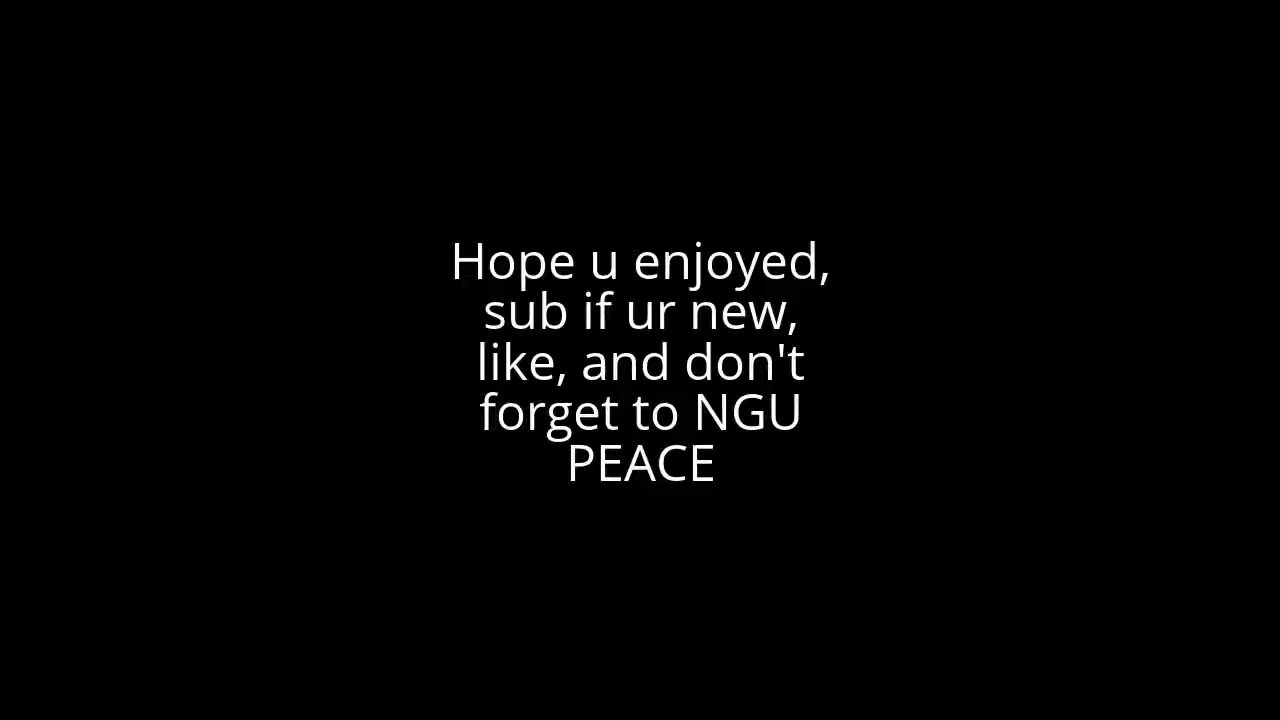 Hope u enjoyed,
sub if ur new,
like, and don't
forget to NGU
PEACE